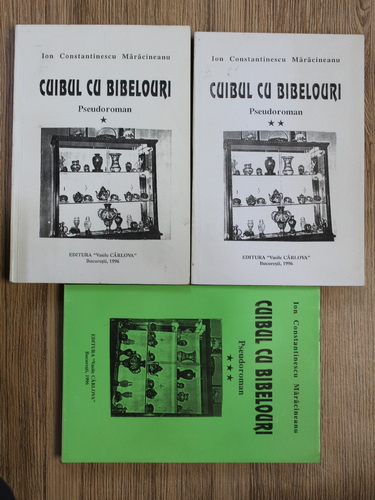 Ion Constantinescu Mărăcineanu
CUIBUL CU BIBELOURI
Pseudoroman
★
EDITURA "Vasile CÂRLOVA"
București, 1996
Ion Constantinescu Mărăcineanu
CUIBUL CU BIBELOURI
Pseudoroman
★★
EDITURA "Vasile CÂRLOVA"
București, 1996
Ion Constantinescu Mărăcineanu
CUIBUL CU BIBELOURI
Pseudoroman
★★★
EDITURA "Vasile CÂRLOVA"
București, 1996